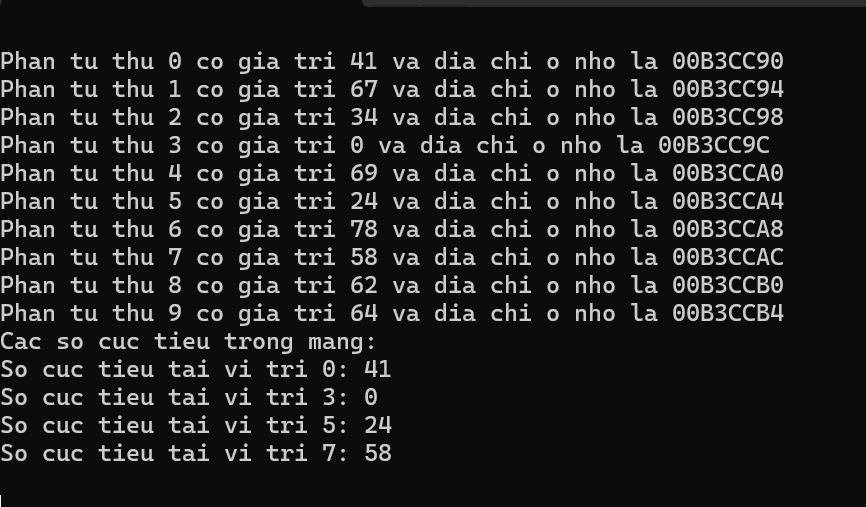 Phan tu thu 0 co gia tri 41 va dia chi o nho la 00B3CC90
Phan tu thu 1 co gia tri 67 va dia chi o nho la 00B3CC94
Phan tu thu 2 co gia tri 34 va dia chi o nho la 00B3CC98
Phan tu thu 3 co gia tri 0 va dia chi o nho la 00B3CC9C
Phan tu thu 4 co gia tri 69 va dia chi o nho la 00B3CCA0
Phan tu thu 5 co gia tri 24 va dia chi o nho la 00B3CCA4
Phan tu thu 6 co gia tri 78 va dia chi o nho la 00B3CCA8
Phan tu thu 7 co gia tri 58 va dia chi o nho la 00B3CCAC
Phan tu thu 8 co gia tri 62 va dia chi o nho la 00B3CCB0
Phan tu thu 9 co gia tri 64 va dia chi o nho la 00B3CCB4
Cac so cuc tieu trong mang:
So cuc tieu tai vi tri 0: 41
So cuc tieu tai vi tri 3: 0
So cuc tieu tai vi tri 5: 24
So cuc tieu tai vi tri 7: 58